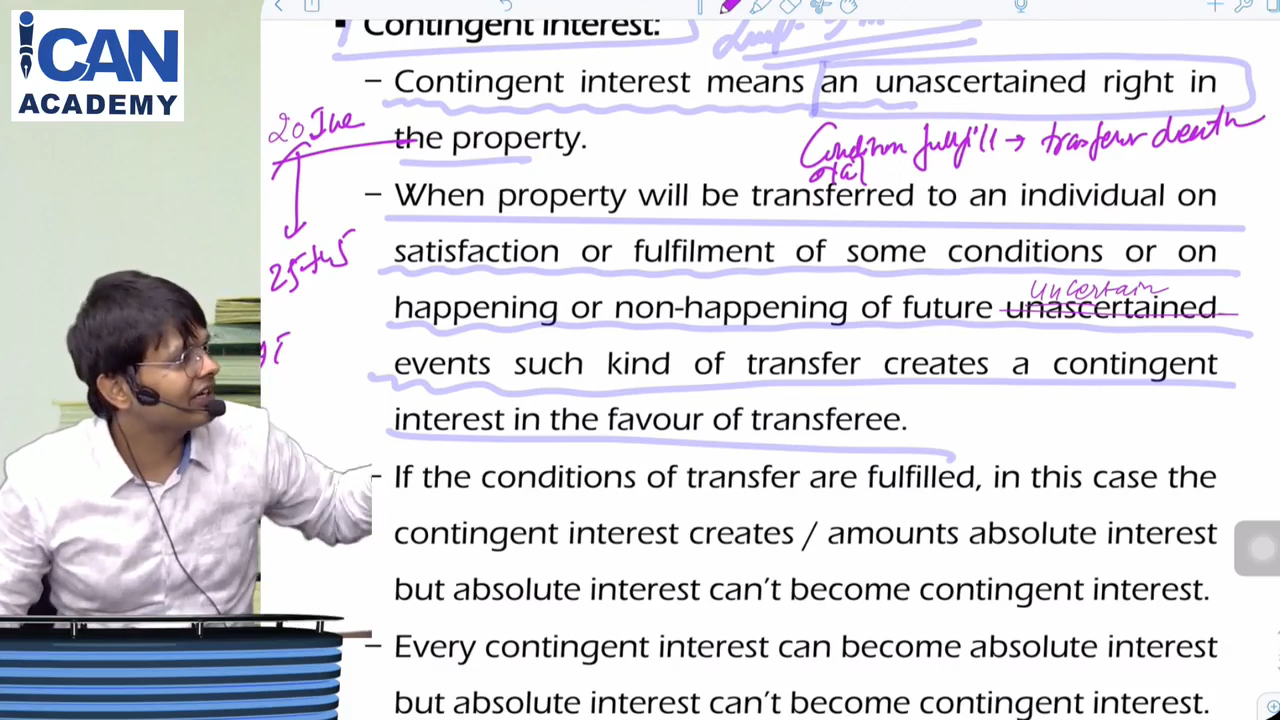 iCAN
ACADEMY
Contingent interest:
– Contingent interest means an unascertained right in
the property.
Condition fulfill → transferor death
20
– When property will be transferred to an individual on
satisfaction or fulfilment of some conditions or on
uncertain
happening or non-happening of future unascertained
events such kind of transfer creates a contingent
interest in the favour of transferee.
– If the conditions of transfer are fulfilled, in this case the
contingent interest creates / amounts absolute interest
but absolute interest can't become contingent interest.
– Every contingent interest can become absolute interest
but absolute interest can't become contingent interest.